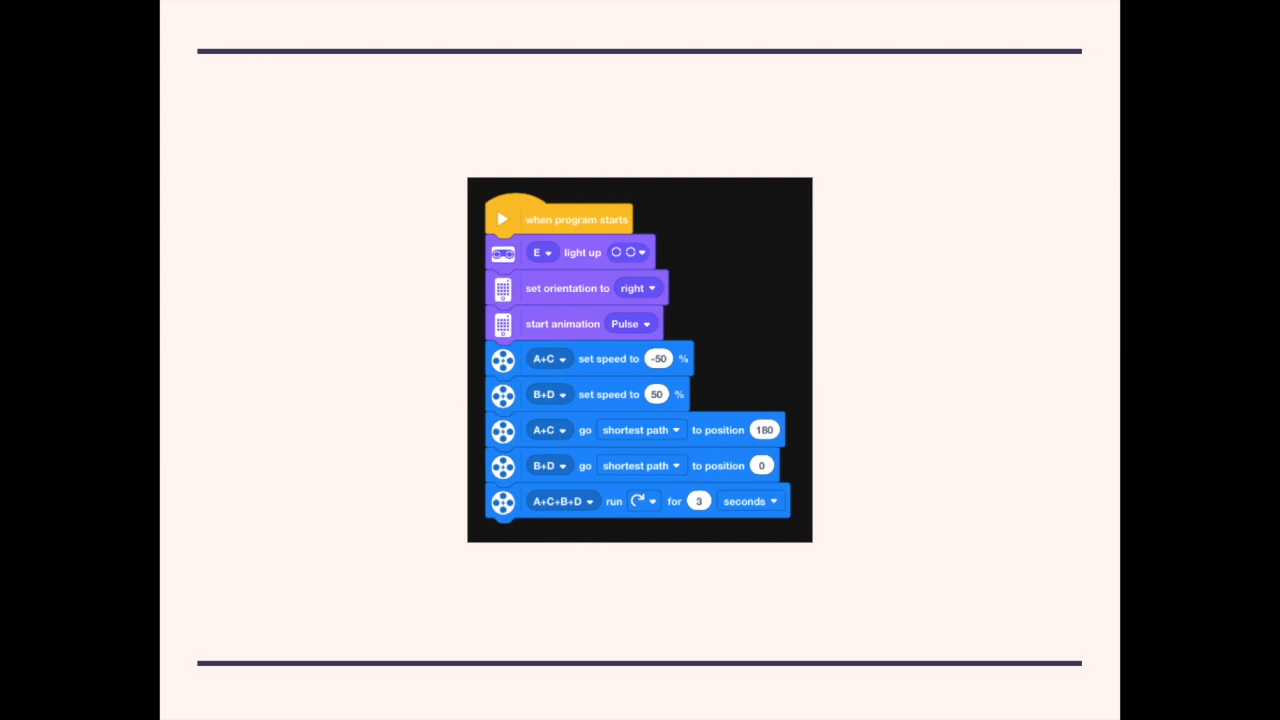 when program starts
E light up
set orientation to right
start animation Pulse
A+C set speed to -50 %
B+D set speed to 50 %
A+C go shortest path to position 180
B+D go shortest path to position 0
A+C+B+D run for 3 seconds